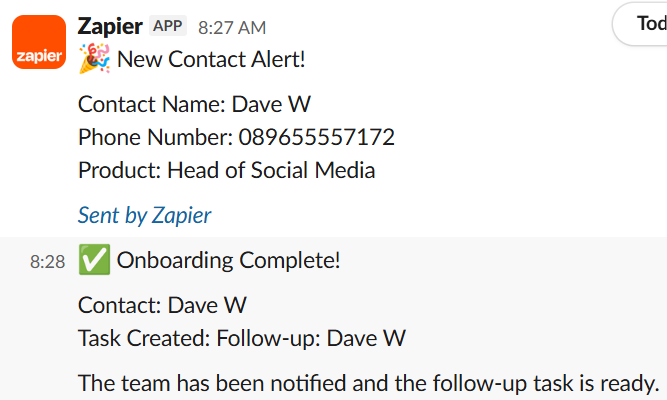 zapier
Zapier APP 8:27 AM
Tod
🎉 New Contact Alert!
Contact Name: Dave W
Phone Number: 089655557172
Product: Head of Social Media
Sent by Zapier
8:28 ✅ Onboarding Complete!
Contact: Dave W
Task Created: Follow-up: Dave W
The team has been notified and the follow-up task is ready.